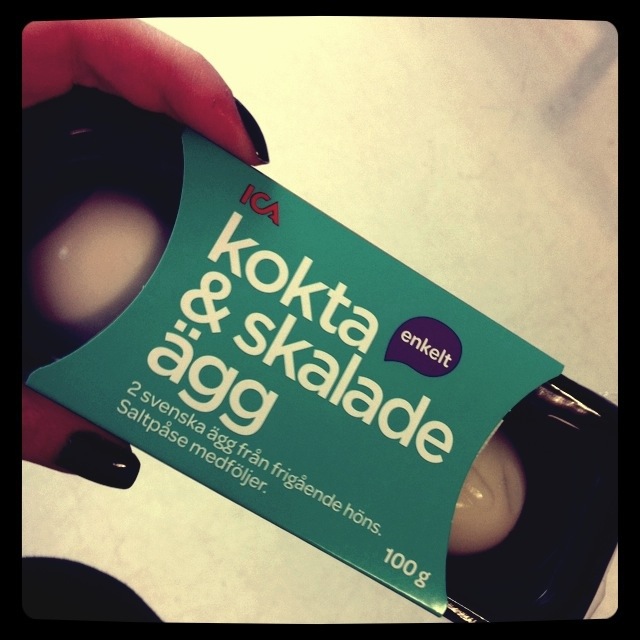 ICA
kokta
& skalade
ägg
enkelt
2 svenska ägg från frigående höns.
Saltpåse medföljer.
100 g